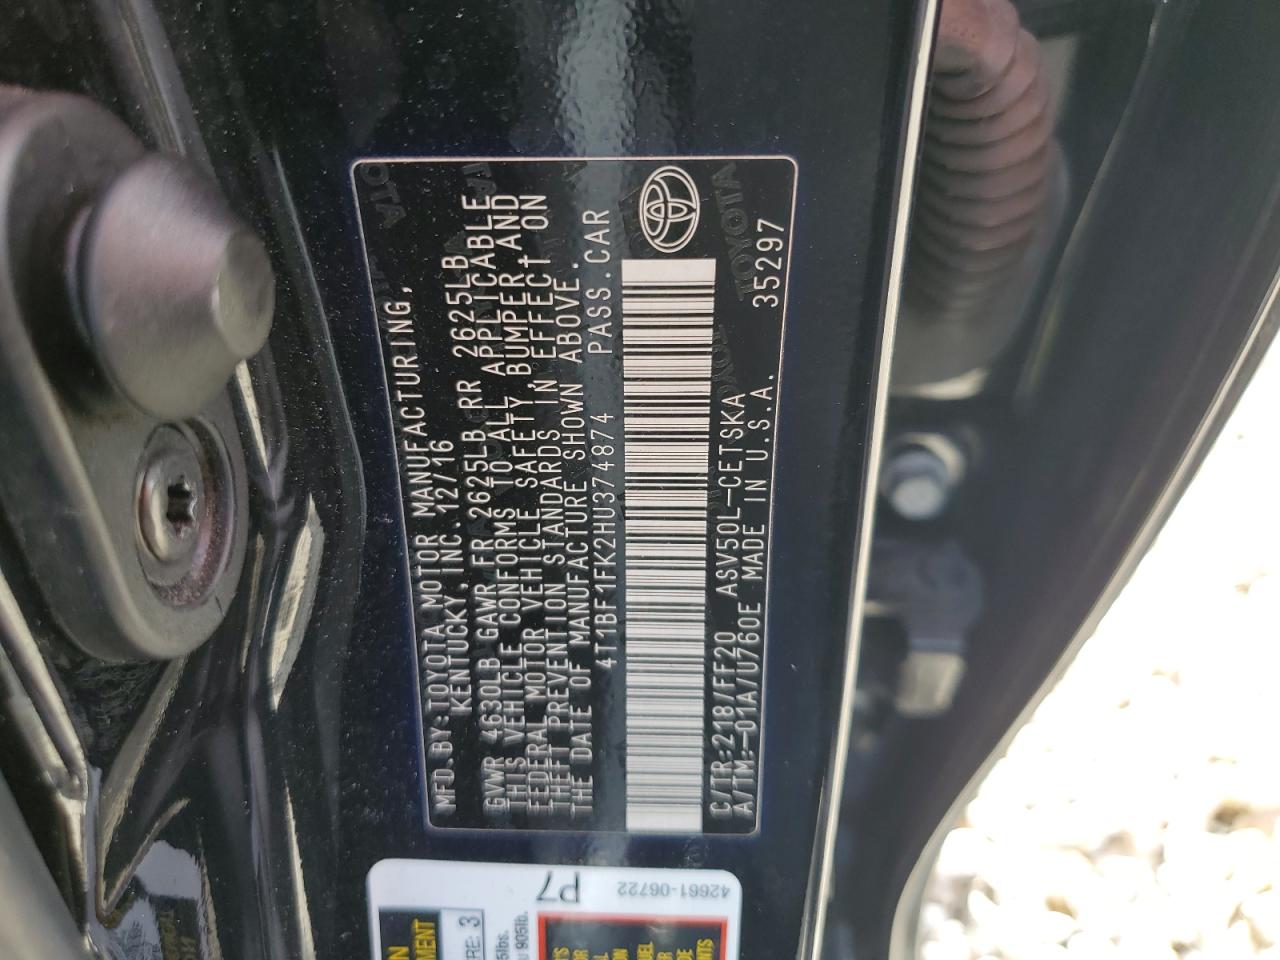 MFD.BY:TOYOTA MOTOR MANUFACTURING,
KENTUCKY, INC. 12/16
GVWR 4630LB GAWR FR 2625LB RR 2625LB
THIS VEHICLE CONFORMS TO ALL APPLICABLE
FEDERAL MOTOR VEHICLE SAFETY, BUMPER AND
THEFT PREVENTION STANDARDS IN EFFECT ON
THE DATE OF MANUFACTURE SHOWN ABOVE.
4T1BF1FK2HU374874 PASS.CAR
C/TR:218/FF20 ASV50L-CETSKA
A/TM:-01A/U760E MADE IN U.S.A. 35297
TOYOTA
P7
42661-06722